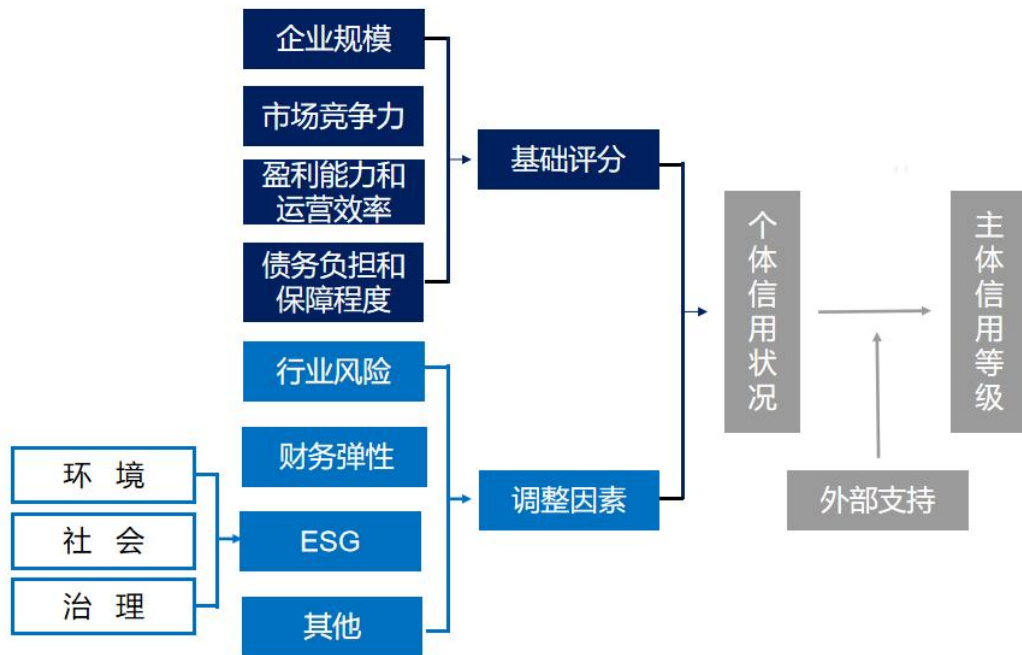 企业规模
市场竞争力
盈利能力和
运营效率
债务负担和
保障程度
基础评分
行业风险
财务弹性
ESG
其他
环 境
社 会
治 理
调整因素
个体信用状况
主体信用等级
外部支持